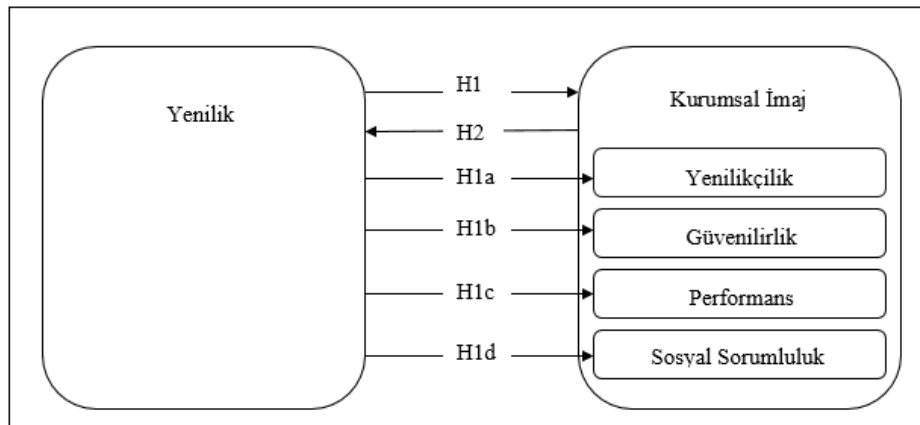 Yenilik
H1
H2
H1a
H1b
H1c
H1d
Kurumsal İmaj
Yenilikçilik
Güvenilirlik
Performans
Sosyal Sorumluluk